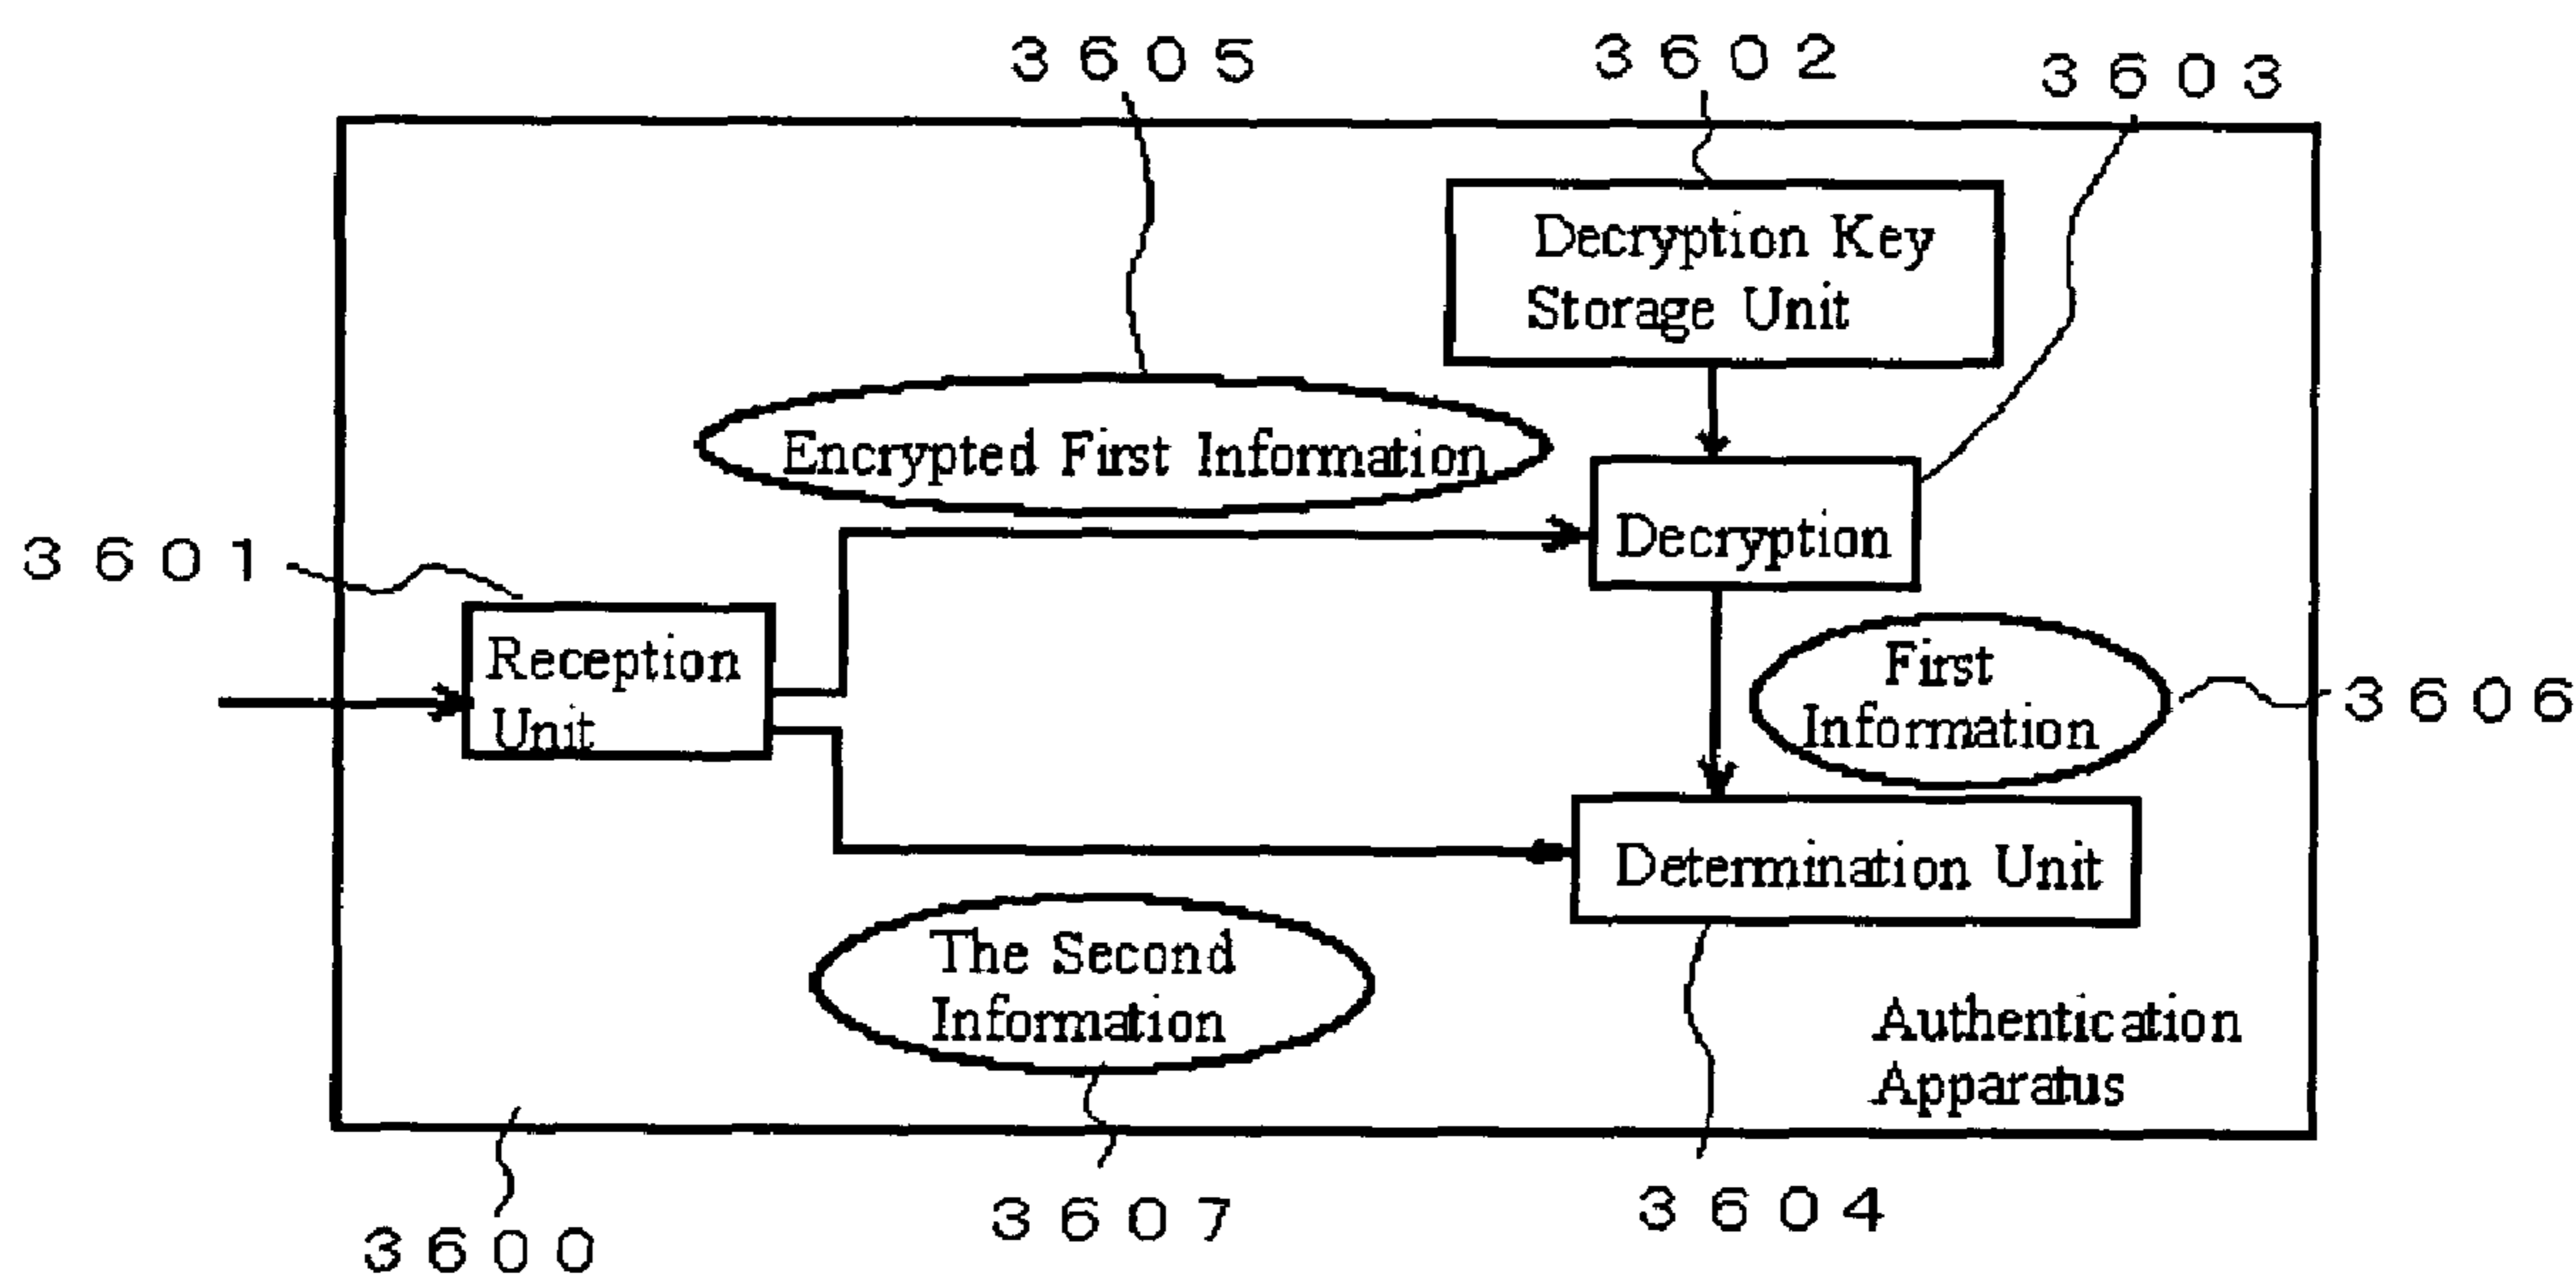 3605
3602
3603
Decryption Key
Storage Unit
Encrypted First Information
Decryption
3601
Reception
Unit
First
Information
3606
Determination Unit
The Second
Information
Authentication
Apparatus
3600
3607
3604